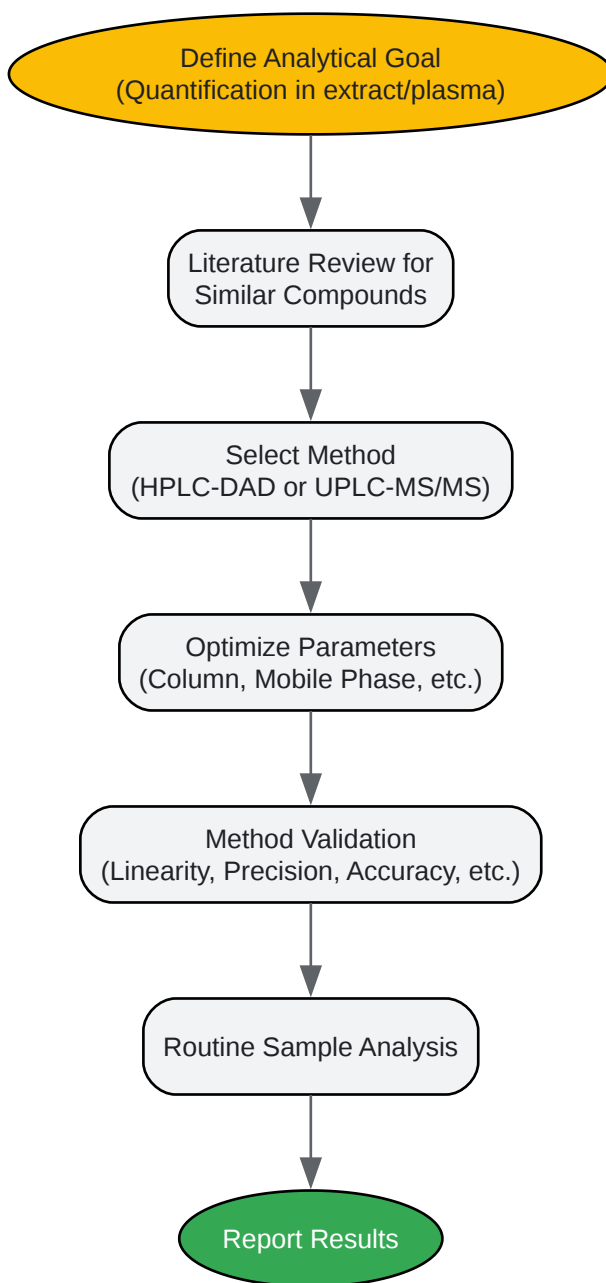 Define Analytical Goal
(Quantification in extract/plasma)
Literature Review for
Similar Compounds
Select Method
(HPLC-DAD or UPLC-MS/MS)
Optimize Parameters
(Column, Mobile Phase, etc.)
Method Validation
(Linearity, Precision, Accuracy, etc.)
Routine Sample Analysis
Report Results